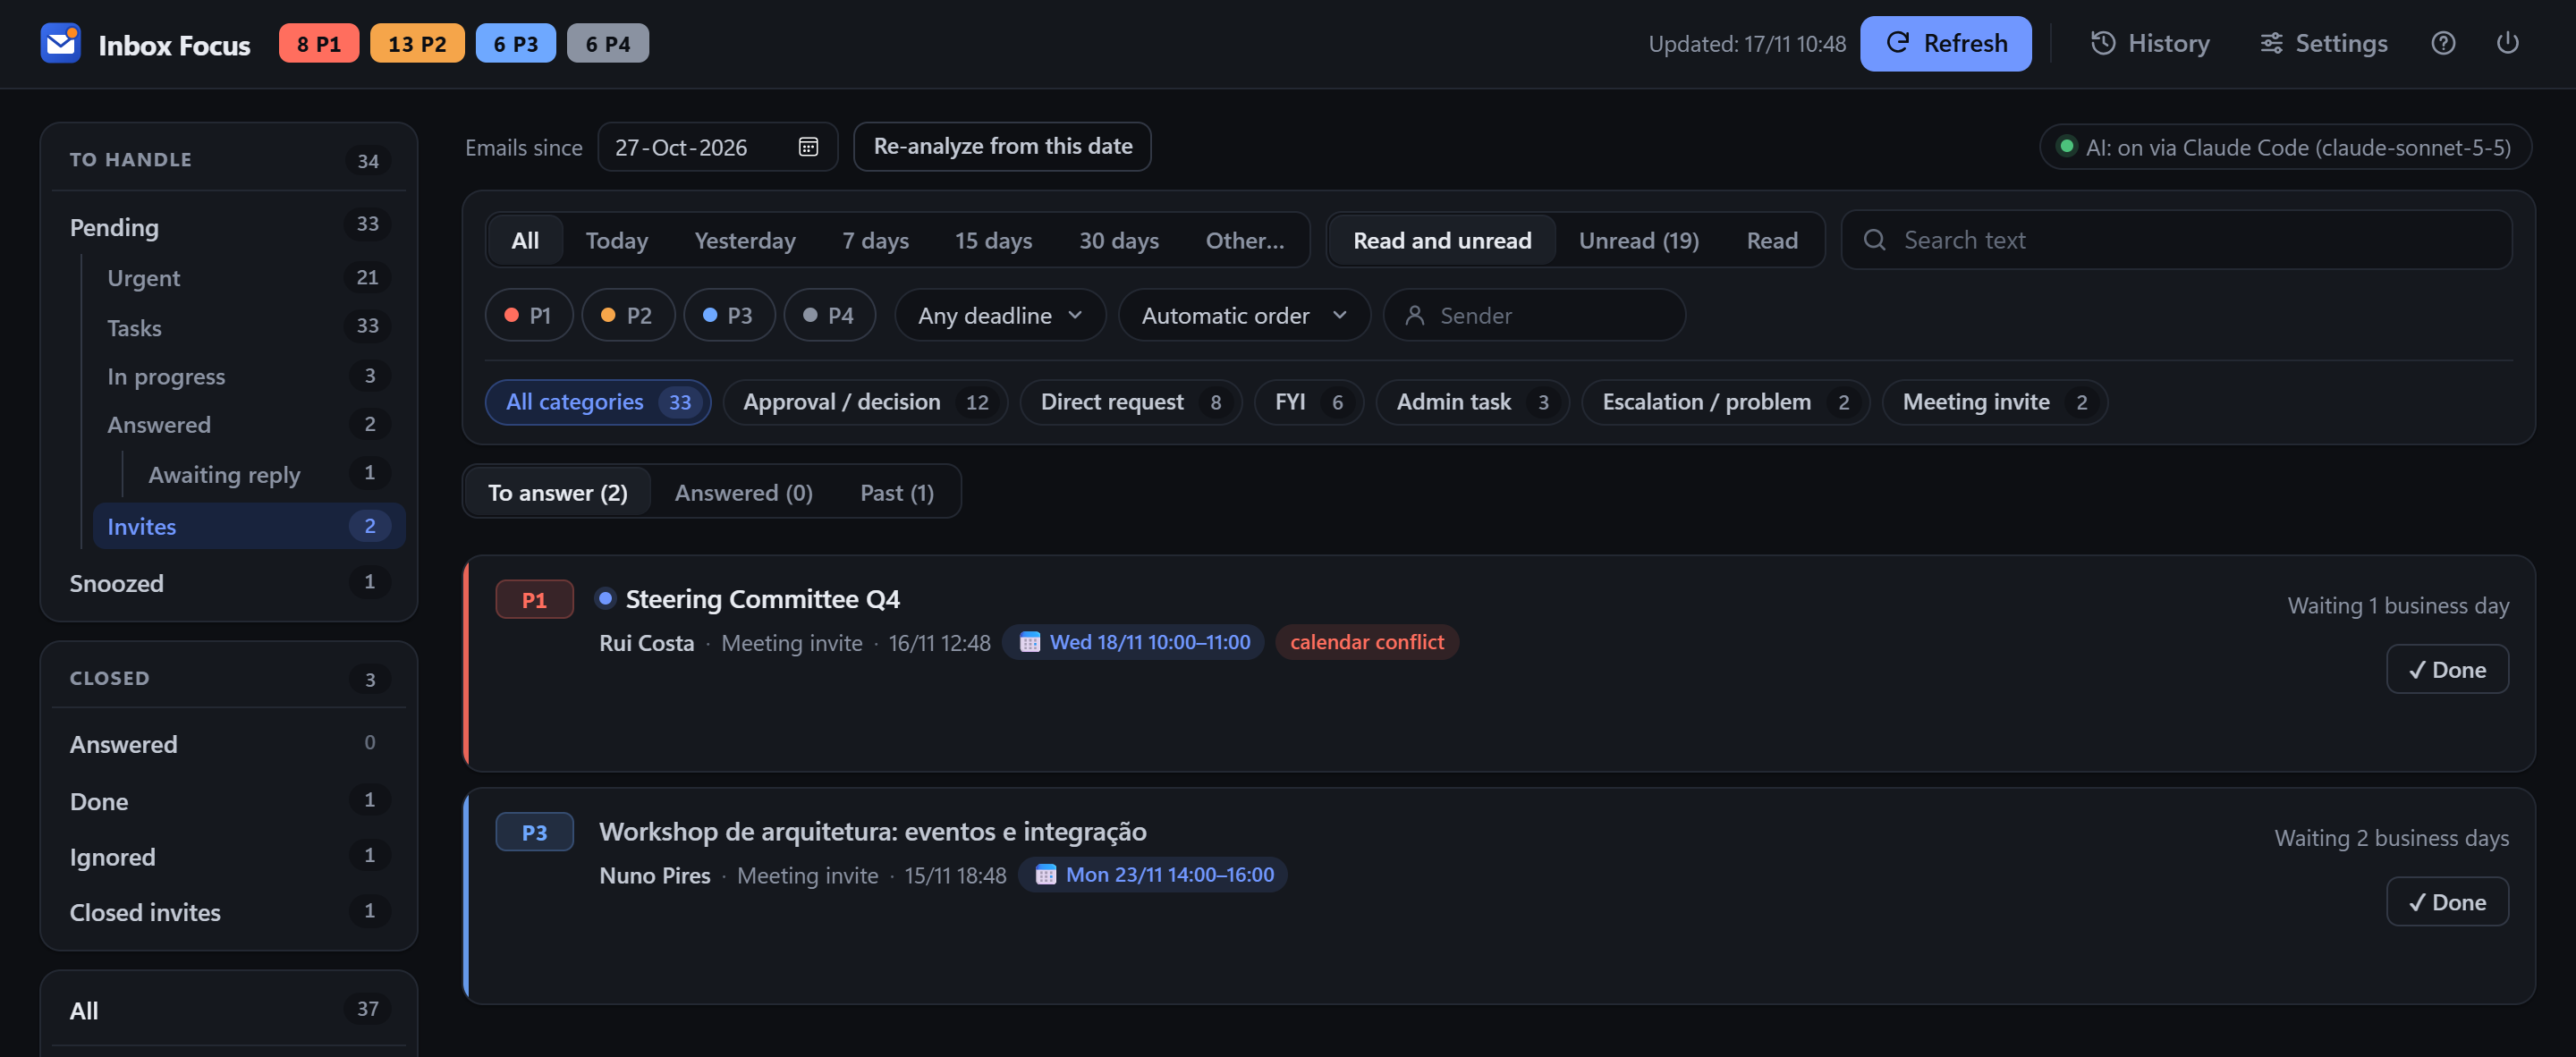 Inbox Focus
8 P1
13 P2
6 P3
6 P4
Updated: 17/11 10:48
Refresh
History
Settings
TO HANDLE 34
Pending 33
Urgent 21
Tasks 33
In progress 3
Answered 2
Awaiting reply 1
Invites 2
Snoozed 1
CLOSED 3
Answered 0
Done 1
Ignored 1
Closed invites 1
All 37
Emails since 27-Oct-2026 Re-analyze from this date
AI: on via Claude Code (claude-sonnet-5-5)
All Today Yesterday 7 days 15 days 30 days Other...
Read and unread Unread (19) Read
Search text
P1 P2 P3 P4 Any deadline Automatic order Sender
All categories 33 Approval / decision 12 Direct request 8 FYI 6 Admin task 3 Escalation / problem 2 Meeting invite 2
To answer (2) Answered (0) Past (1)
P1 Steering Committee Q4
Waiting 1 business day
Rui Costa · Meeting invite · 16/11 12:48 Wed 18/11 10:00–11:00 calendar conflict
✓ Done
P3 Workshop de arquitetura: eventos e integração
Waiting 2 business days
Nuno Pires · Meeting invite · 15/11 18:48 Mon 23/11 14:00–16:00
✓ Done